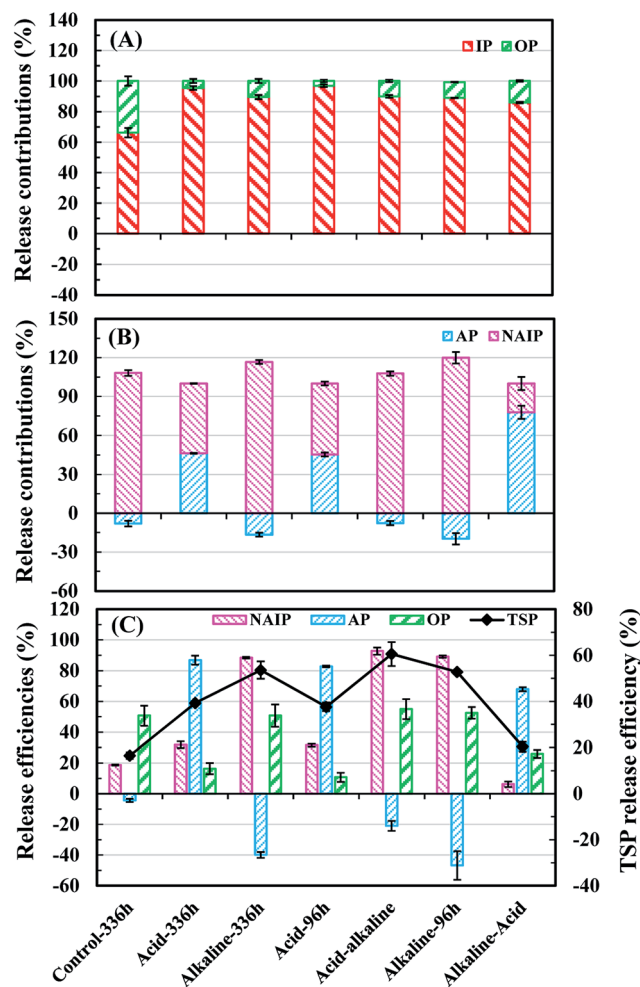 140
120
100
80
60
40
20
0
-20
-40
Release contributions (%)
(A)
IP OP
150
120
90
60
30
0
-30
-60
Release contributions (%)
(B)
AP NAIP
120
100
80
60
40
20
0
-20
-40
-60
Release efficiencies (%)
(C)
NAIP AP OP TSP
80
60
40
20
0
-20
-40
TSP release efficiency (%)
Control-336h
Acid-336h
Alkaline-336h
Acid-96h
Acid-alkaline
Alkaline-96h
Alkaline-Acid